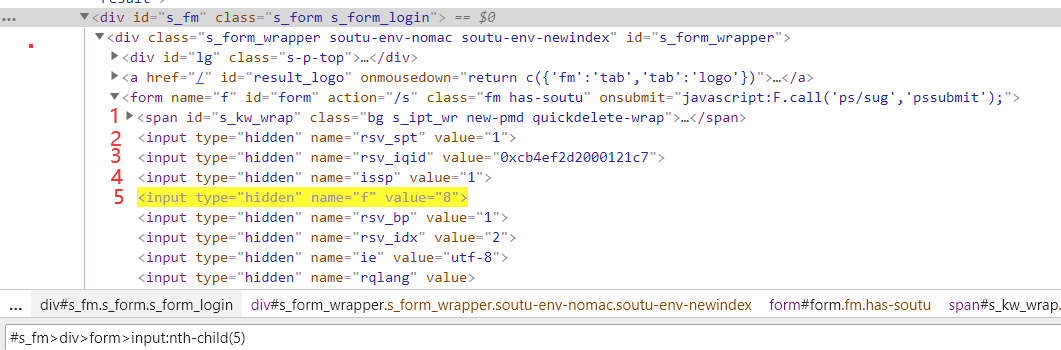 … ▼<div id="s_fm" class="s_form s_form_login"> == $0
▼<div class="s_form_wrapper soutu-env-nomac soutu-env-newindex" id="s_form_wrapper">
▶<div id="lg" class="s-p-top">…</div>
▶<a href="/" id="result_logo" onmousedown="return c({'fm':'tab','tab':'logo'})">…</a>
▼<form name="f" id="form" action="/s" class="fm has-soutu" onsubmit="javascript:F.call('ps/sug','pssubmit');">
1 ▶<span id="s_kw_wrap" class="bg s_ipt_wr new-pmd quickdelete-wrap">…</span>
2 <input type="hidden" name="rsv_spt" value="1">
3 <input type="hidden" name="rsv_iqid" value="0xcb4ef2d2000121c7">
4 <input type="hidden" name="issp" value="1">
5 <input type="hidden" name="f" value="8">
<input type="hidden" name="rsv_bp" value="1">
<input type="hidden" name="rsv_idx" value="2">
<input type="hidden" name="ie" value="utf-8">
<input type="hidden" name="rqlang" value>
… div#s_fm.s_form.s_form_login div#s_form_wrapper.s_form_wrapper.soutu-env-nomac.soutu-env-newindex form#form.fm.has-soutu span#s_kw_wrap.
#s_fm>div>form>input:nth-child(5)